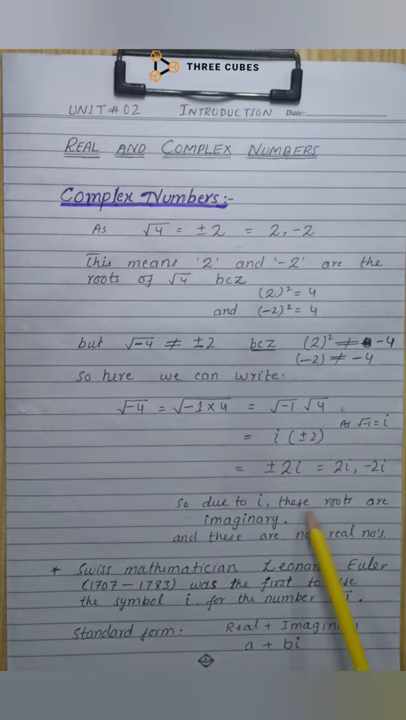 THREE CUBES
UNIT # 02 INTRODUCTION Date:
REAL AND COMPLEX NUMBERS
Complex Numbers:-
As √4 = ±2 = 2, -2
This means '2' and '-2' are the
roots of √4 bcz
(2)² = 4
and (-2)² = 4
but √-4 ≠ ±2 bcz (2)² ≠ -4
(-2) ≠ -4
So here we can write:
√-4 = √-1×4 = √-1 √4
As √-1 = i
= i (±2)
= ±2i = 2i, -2i
So due to i, these roots are
imaginary.
and these are real no's.
* Swiss mathematician Leonard Euler
(1707-1783) was the first to
the symbol i for the number
Standard form: Real +
a + bi